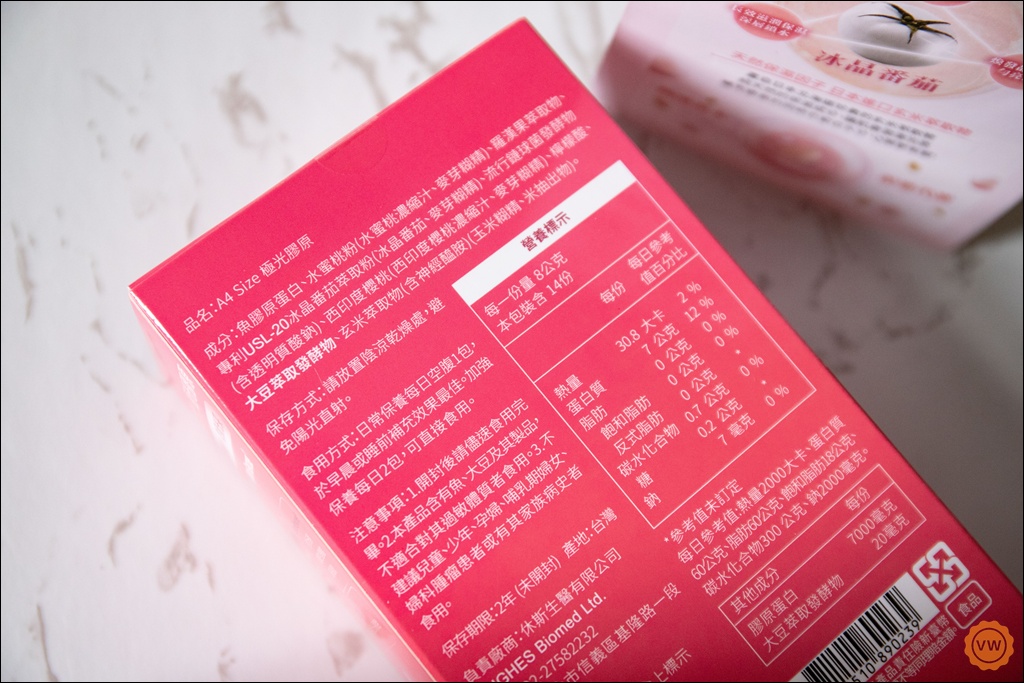 品名：A4 Size 極光膠原
成分：魚膠原蛋白、水蜜桃粉(水蜜桃濃縮汁、麥芽糊精)、羅漢果萃取物、
專利USL-20冰晶番茄萃取粉(冰晶番茄、麥芽糊精)、流行鏈球菌發酵物
(含透明質酸鈉)、西印度櫻桃(西印度櫻桃濃縮汁、麥芽糊精)、檸檬酸、
大豆萃取發酵物、玄米萃取物(含神經醯胺)(玉米糊精、米抽出物)。
保存方式：請放置陰涼乾燥處，避
免陽光直射。
食用方式：日常保養每日空腹1包，
於早晨或睡前補充效果最佳。加強
保養每日2包，可直接食用。
注意事項：1.開封後請儘速食用完
畢。2.本產品含有魚、大豆及其製品，
不適合對其過敏體質者食用。3.不
建議兒童、少年、孕婦、哺乳期婦女、
婦科腫瘤患者或有其家族病史者
食用。
保存期限：2年(未開封) 產地：台灣
負責廠商：休斯生醫有限公司
GHES Biomed Ltd.
02-27582232
市信義區基隆路一段
上標示
營養標示
每一份量 8公克
本包裝含 14份
每份 每日參考
值百分比
熱量 30.8 大卡 2 %
蛋白質 7 公克 12 %
脂肪 0 公克 0 %
飽和脂肪 0 公克 0 %
反式脂肪 0 公克 *
碳水化合物 0.7 公克 0 %
糖 0.2 公克 *
鈉 7 毫克 0 %
*參考值未訂定
每日參考值：熱量2000大卡、蛋白質
60公克、脂肪60公克、飽和脂肪18公克、
碳水化合物300 公克、鈉2000毫克。
其他成分 每份
膠原蛋白 7000毫克
大豆萃取發酵物 20毫克
食品
510 890239
冰晶番茄
VW